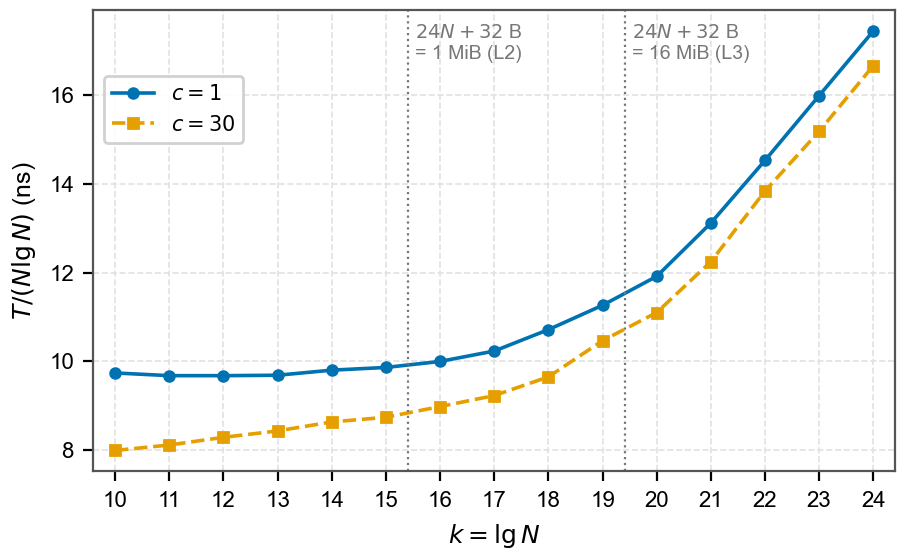 24N + 32 B
= 1 MiB (L2)
24N + 32 B
= 16 MiB (L3)
c = 1
c = 30
16
14
12
10
8
T/(N lg N) (ns)
10 11 12 13 14 15 16 17 18 19 20 21 22 23 24
k = lg N